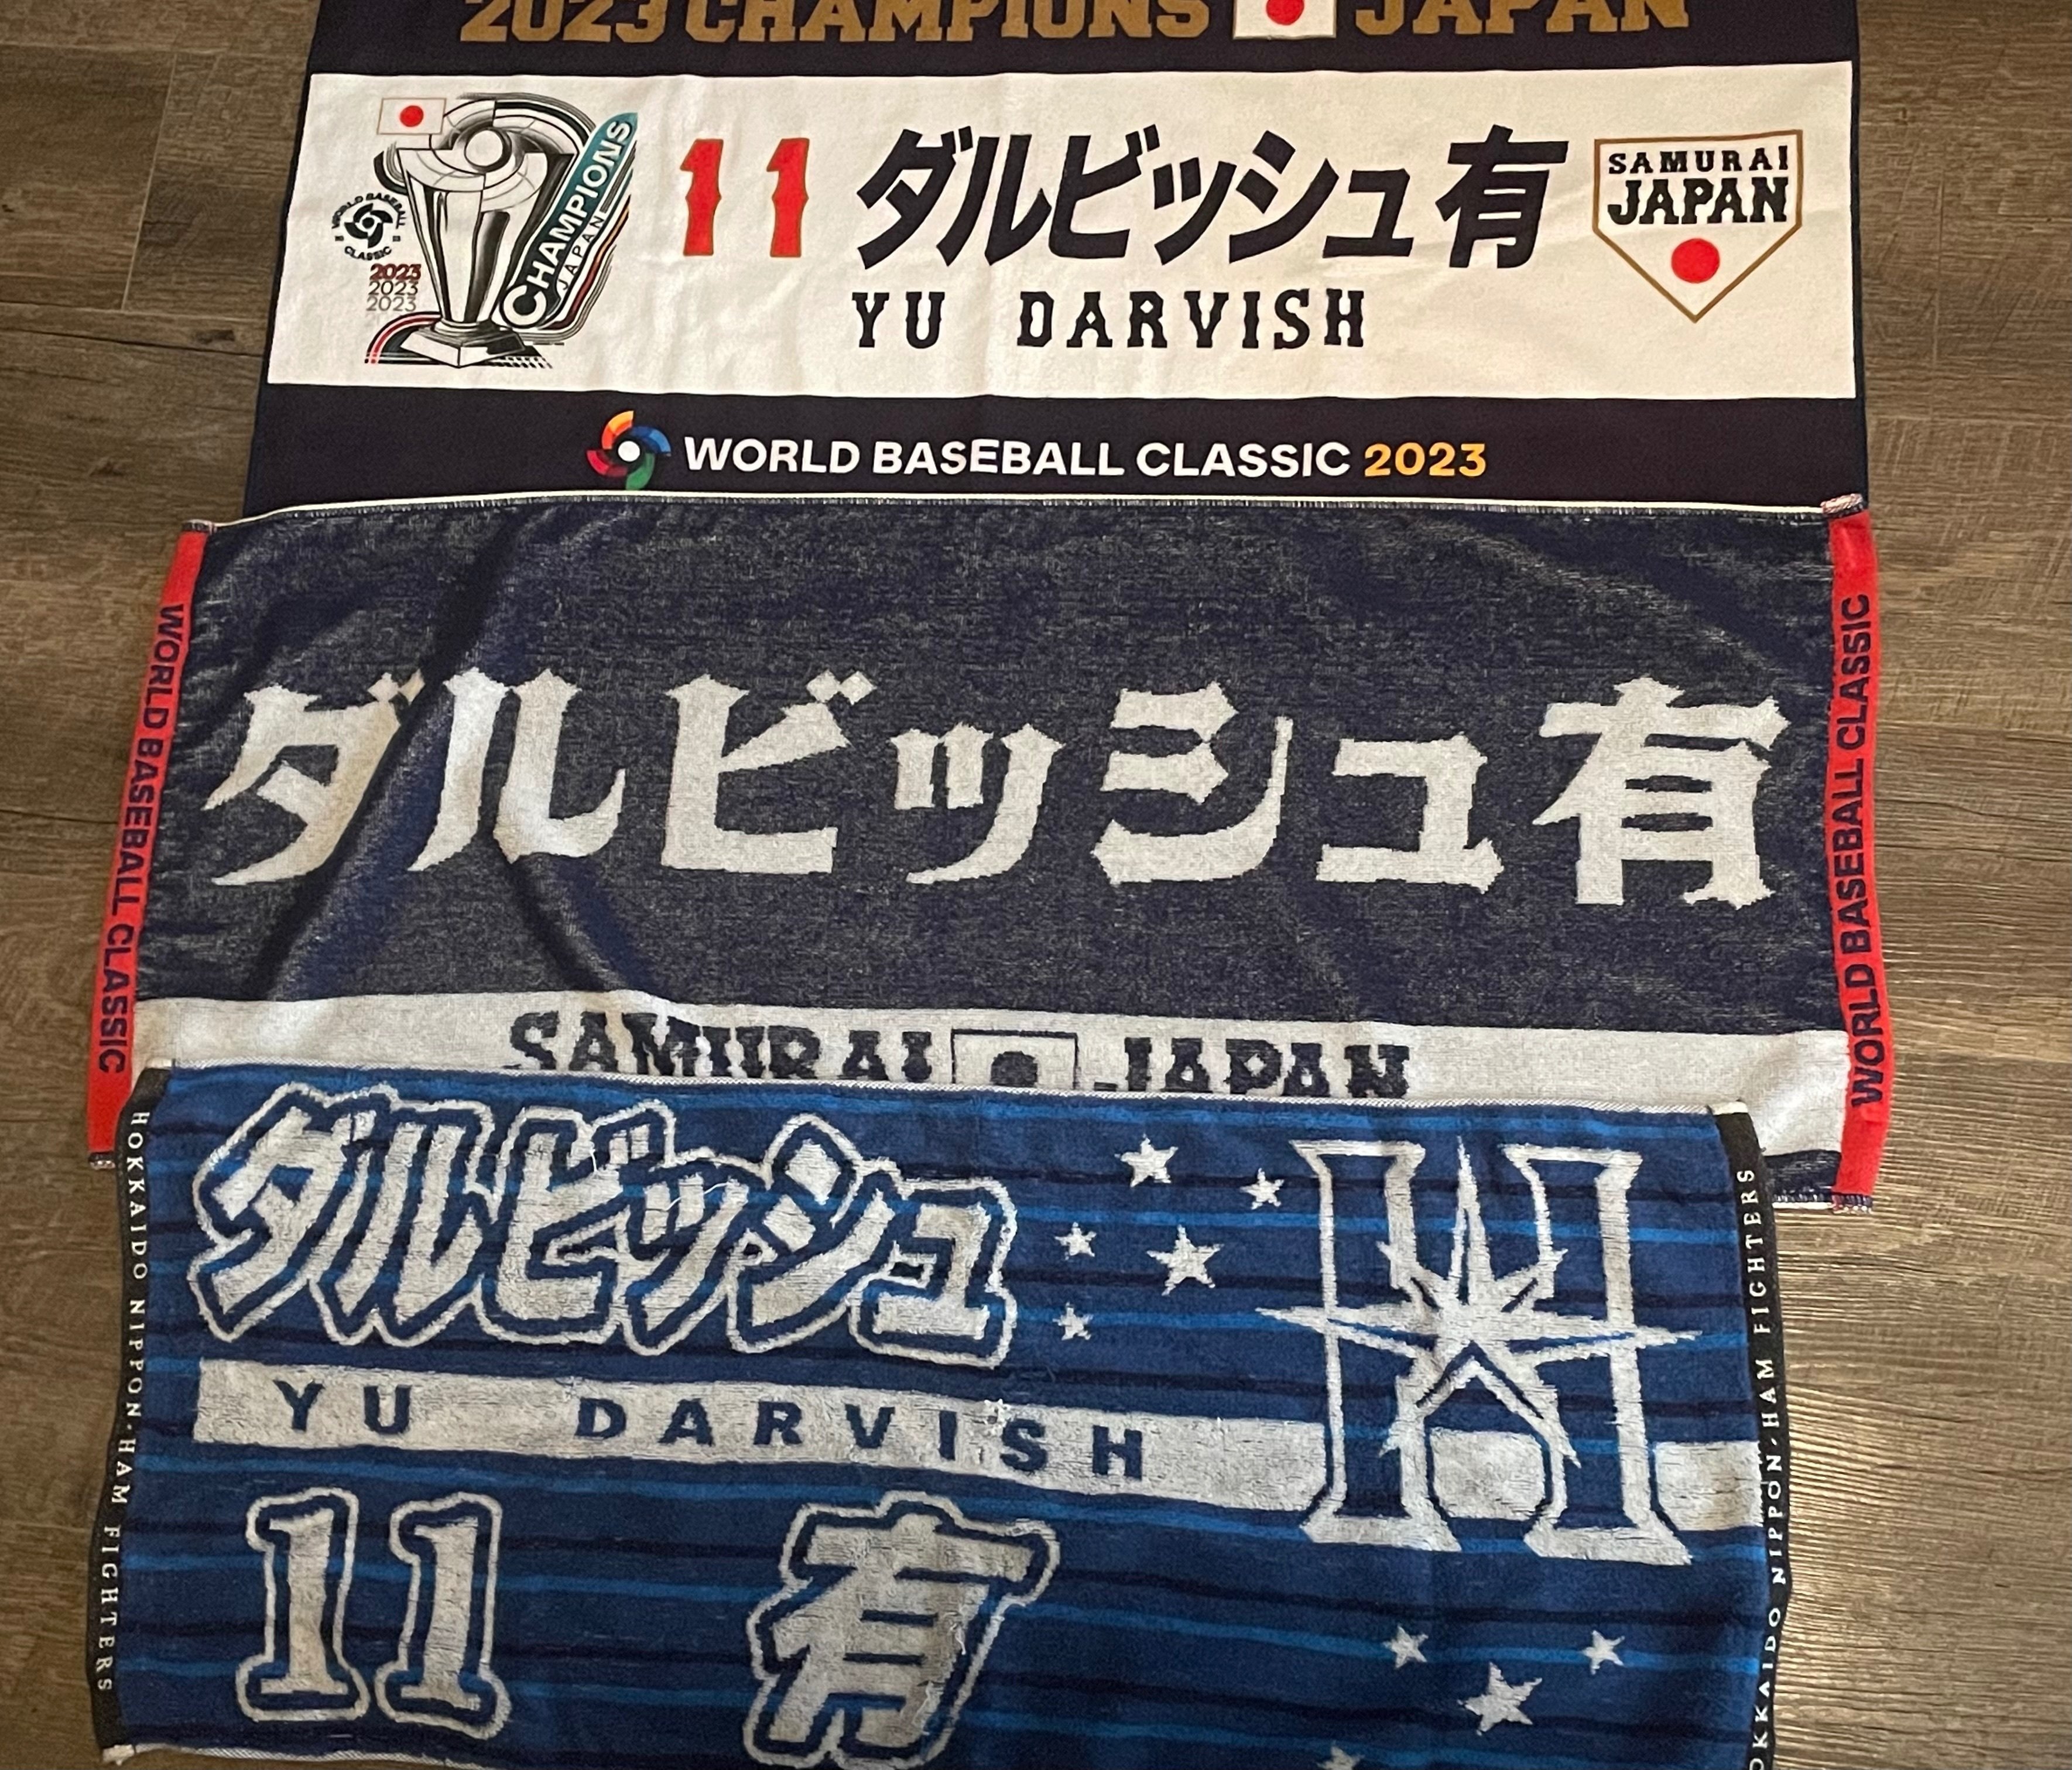 2023 CHAMPIONS JAPAN
CHAMPIONS
JAPAN
WORLD BASEBALL
CLASSIC
2023
2023
2023
11 ダルビッシュ有
YU DARVISH
SAMURAI
JAPAN
WORLD BASEBALL CLASSIC 2023
WORLD BASEBALL CLASSIC
ダルビッシュ有
WORLD BASEBALL CLASSIC
SAMURAI JAPAN
HOKKAIDO NIPPON-HAM FIGHTERS
ダルビッシュ
YU DARVISH
11 有
HOKKAIDO NIPPON-HAM FIGHTERS